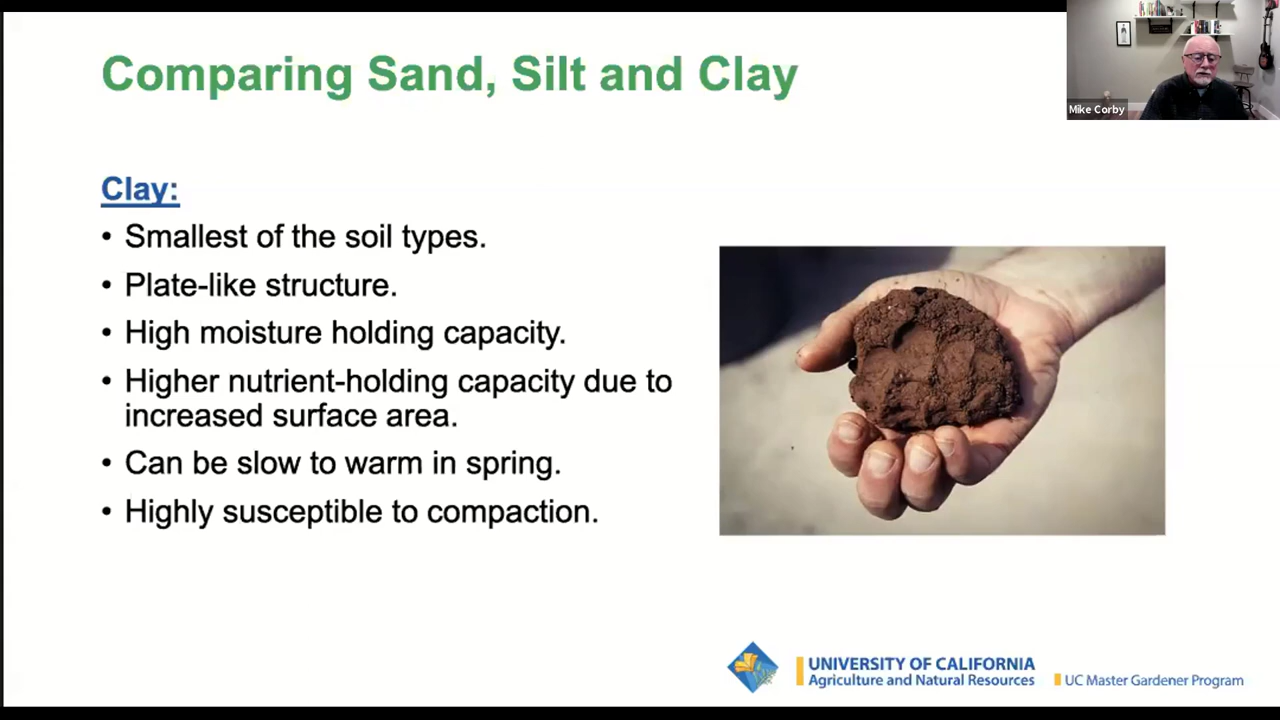 Comparing Sand, Silt and Clay
Mike Corby
Clay:
• Smallest of the soil types.
• Plate-like structure.
• High moisture holding capacity.
• Higher nutrient-holding capacity due to
increased surface area.
• Can be slow to warm in spring.
• Highly susceptible to compaction.
UNIVERSITY OF CALIFORNIA
Agriculture and Natural Resources
UC Master Gardener Program